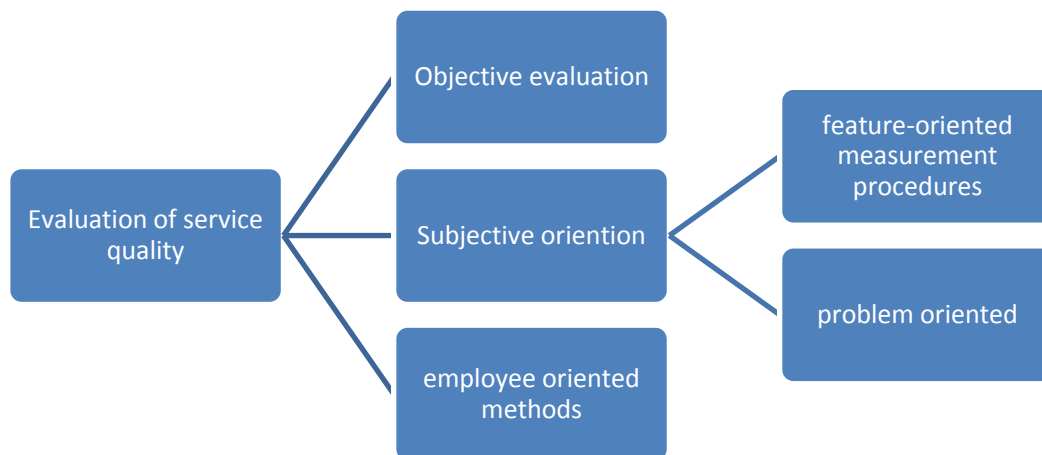 Evaluation of service
quality
Objective evaluation
Subjective oriention
employee oriented
methods
feature-oriented
measurement
procedures
problem oriented